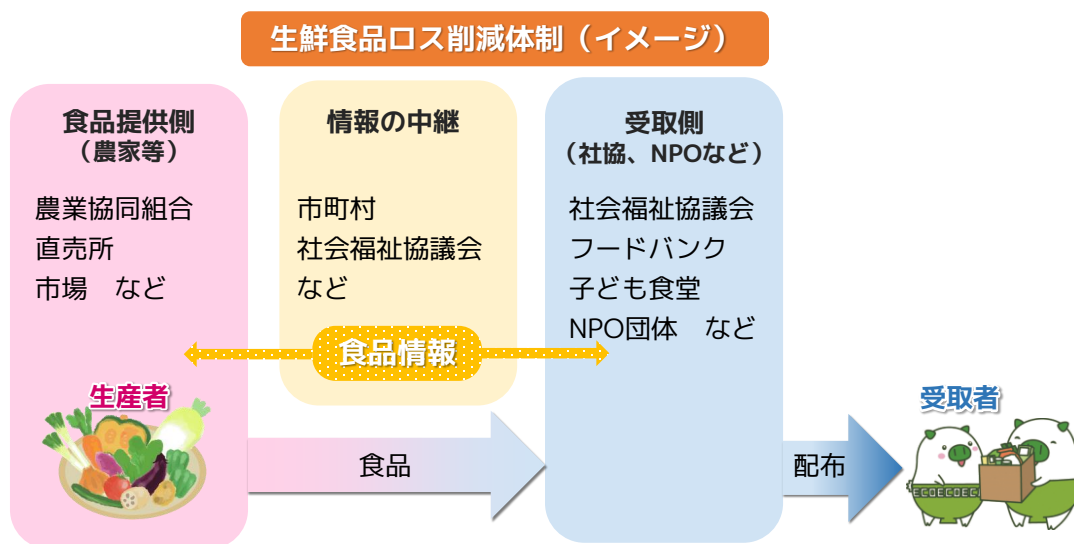 生鮮食品ロス削減体制（イメージ）
食品提供側
（農家等）
農業協同組合
直売所
市場　など
情報の中継
市町村
社会福祉協議会
など
受取側
（社協、NPOなど）
社会福祉協議会
フードバンク
子ども食堂
NPO団体　など
食品情報
生産者
食品
配布
受取者